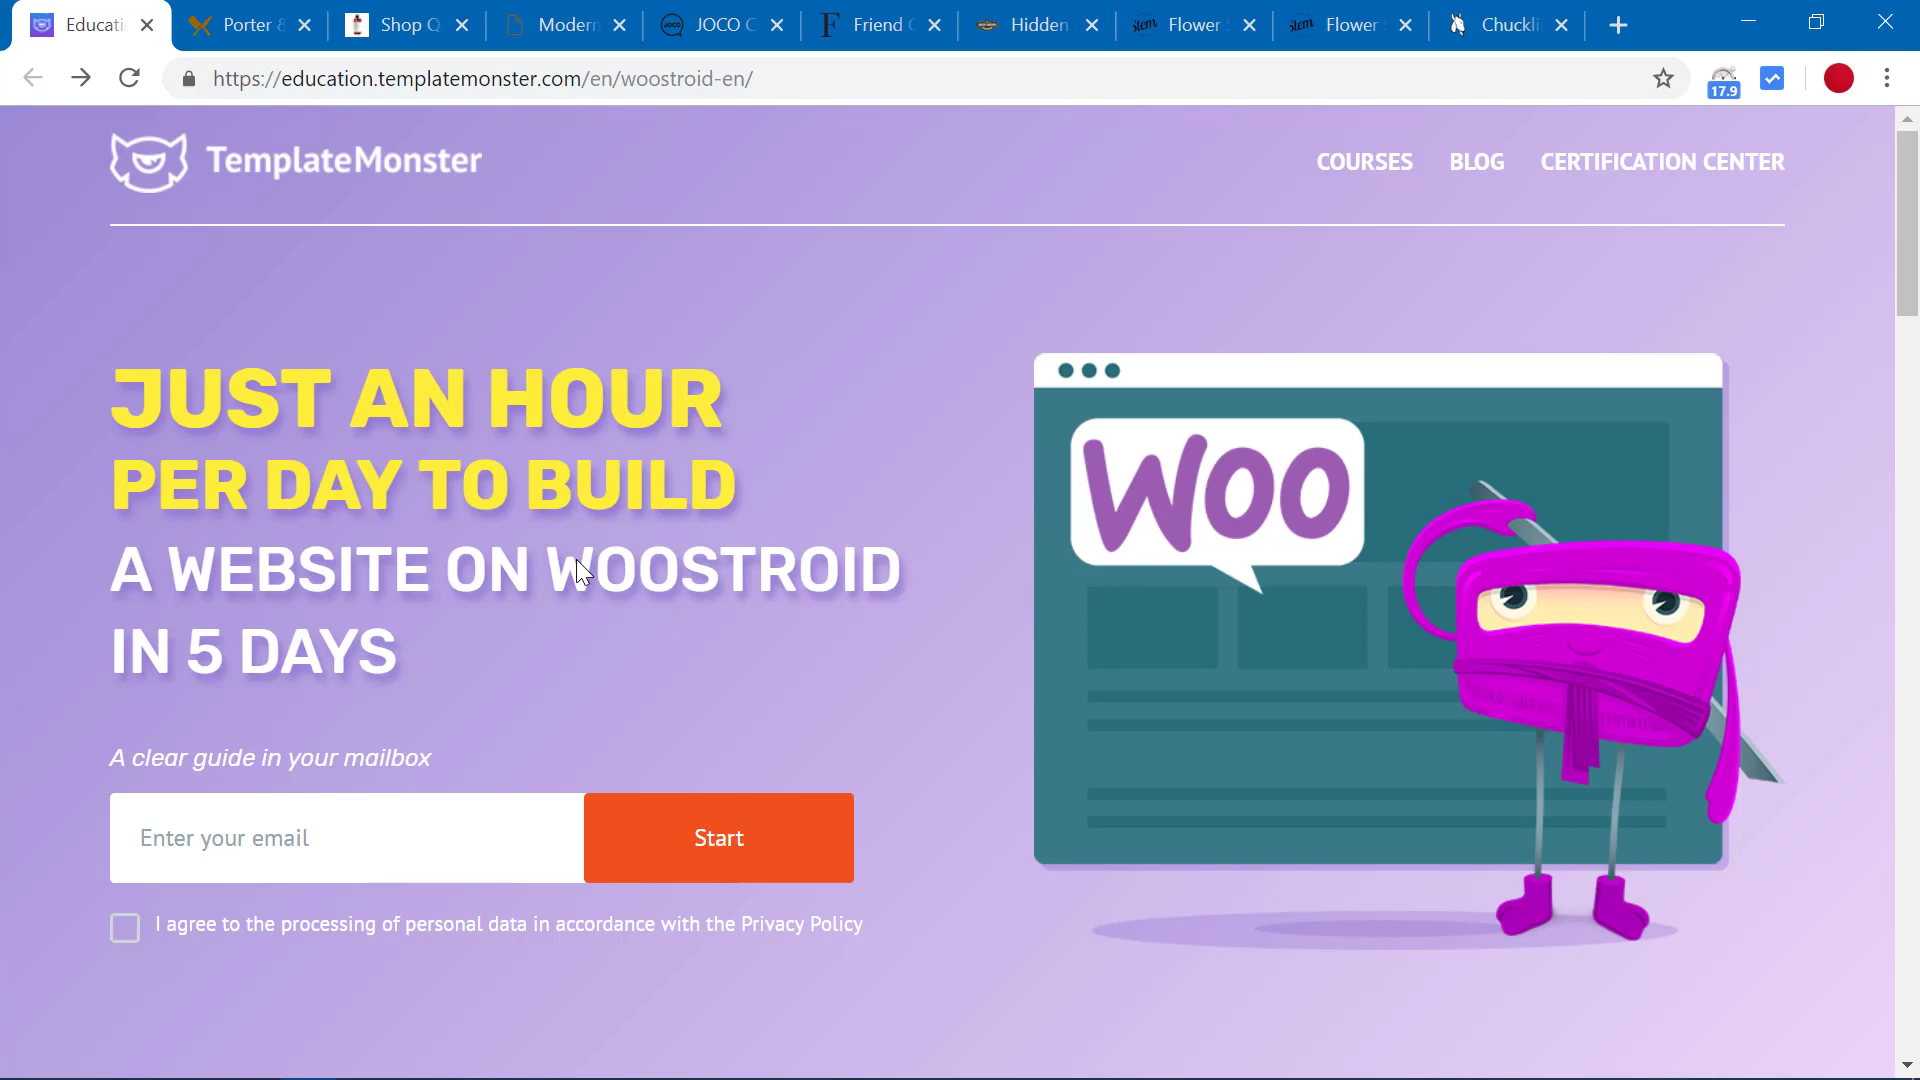 Educati
Porter &
Shop Q
Modern
JOCO C
Friend C
Hidden
Flower
Flower
Chuckli
https://education.templatemonster.com/en/woostroid-en/
17.9
TemplateMonster
COURSES
BLOG
CERTIFICATION CENTER
JUST AN HOUR
PER DAY TO BUILD
A WEBSITE ON WOOSTROID
IN 5 DAYS
WOO
A clear guide in your mailbox
Enter your email
Start
I agree to the processing of personal data in accordance with the Privacy Policy